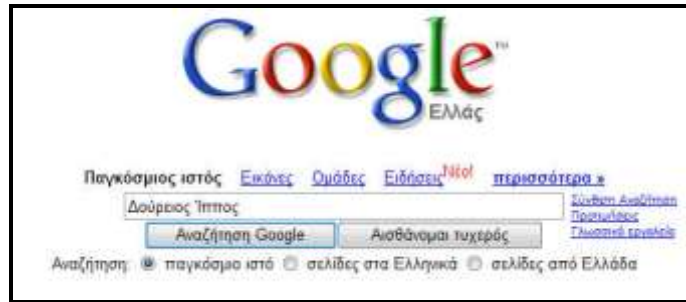 Google™
Ελλάς
Παγκόσμιος ιστός Εικόνες Ομάδες Ειδήσεις Νέο! περισσότερα »
Δούρειος Ίππος
Σύνθετη Αναζήτηση
Προτιμήσεις
Γλωσσικά εργαλεία
Αναζήτηση Google Αισθάνομαι τυχερός
Αναζήτηση: παγκόσμιο ιστό σελίδες στα Ελληνικά σελίδες από Ελλάδα